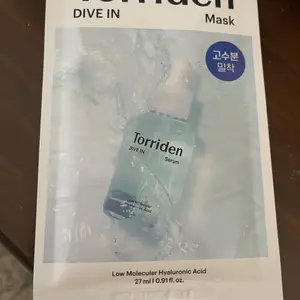 Torriden
DIVE IN
Mask
고수분
밀착
Torriden
DIVE IN
Serum
Low Molecular Hyaluronic Acid
27 ml | 0.91 fl. oz.